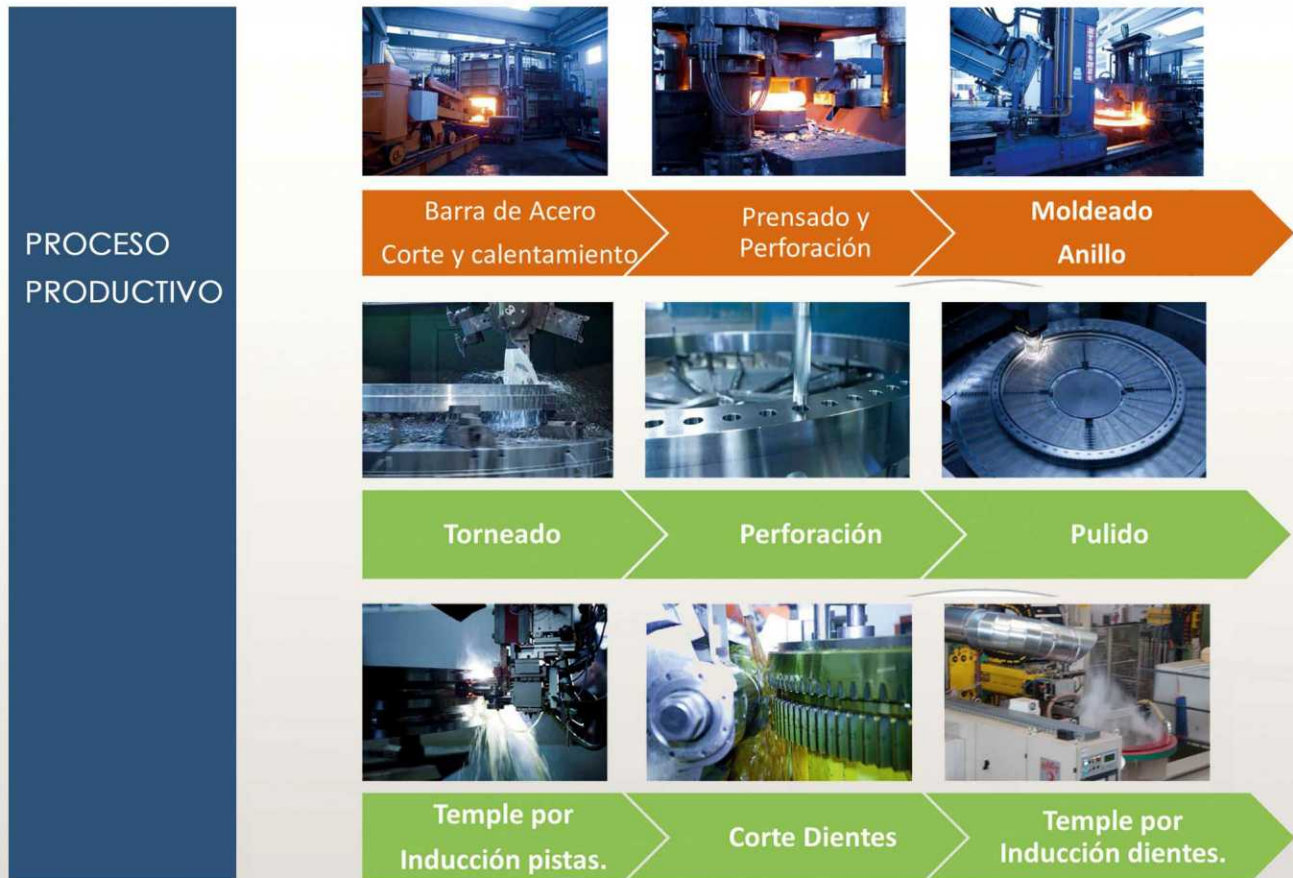 PROCESO
PRODUCTIVO
Barra de Acero
Corte y calentamiento
Prensado y
Perforación
Moldeado
Anillo
Torneado
Perforación
Pulido
Temple por
Inducción pistas.
Corte Dientes
Temple por
Inducción dientes.